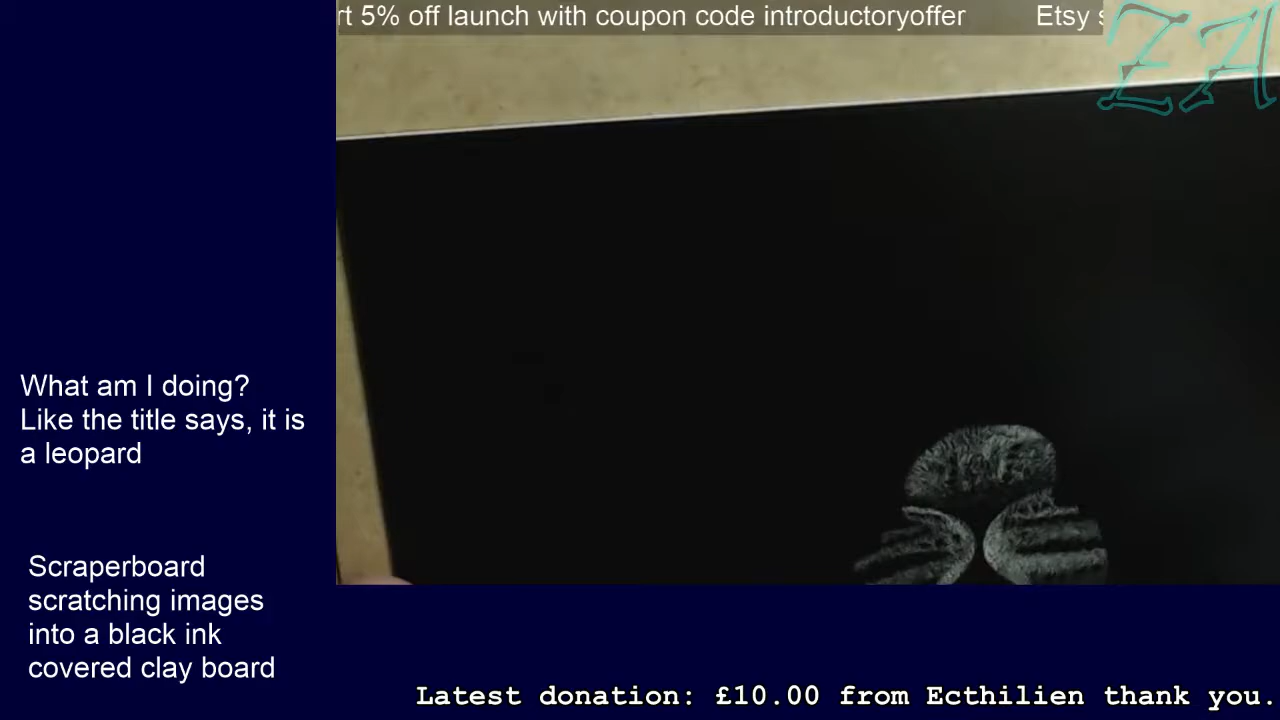 rt 5% off launch with coupon code introductoryoffer Etsy s
ZA
What am I doing?
Like the title says, it is
a leopard
Scraperboard
scratching images
into a black ink
covered clay board
Latest donation: £10.00 from Ecthilien thank you.